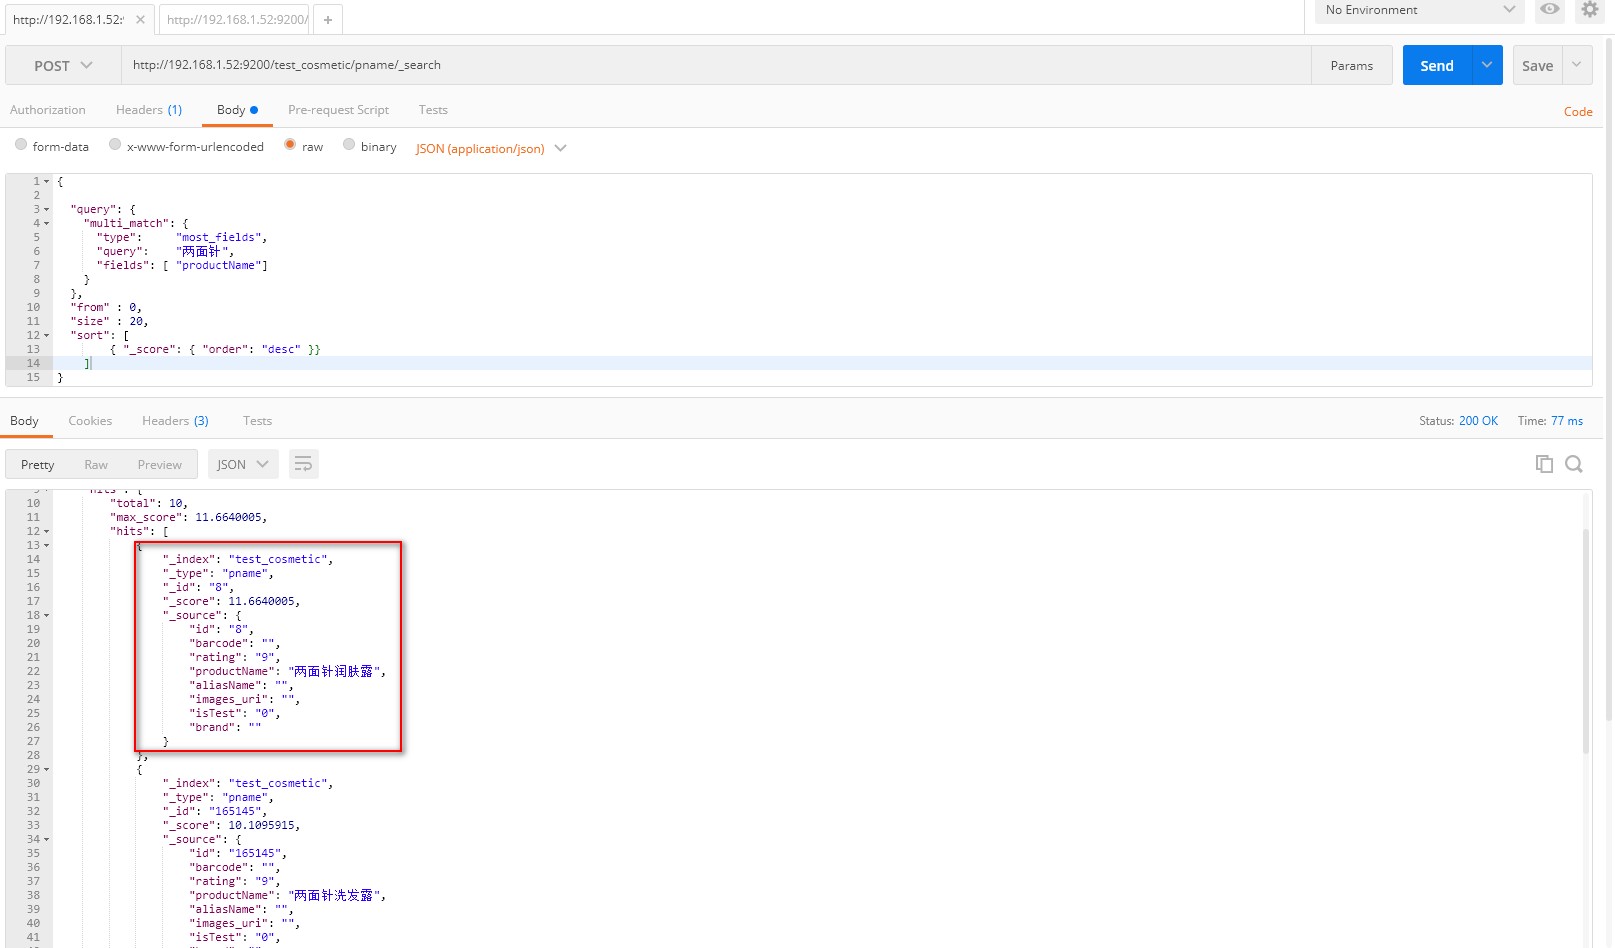 http://192.168.1.52:9
http://192.168.1.52:9200/
No Environment
POST
http://192.168.1.52:9200/test_cosmetic/pname/_search
Params
Send
Save
Authorization
Headers (1)
Body
Pre-request Script
Tests
Code
form-data
x-www-form-urlencoded
raw
binary
JSON (application/json)
1 {
2
3 "query": {
4 "multi_match": {
5 "type": "most_fields",
6 "query": "两面针",
7 "fields": [ "productName"]
8 }
9 },
10 "from" : 0,
11 "size" : 20,
12 "sort": [
13 { "_score": { "order": "desc" }}
14 ]
15 }
Body
Cookies
Headers (3)
Tests
Status: 200 OK
Time: 77 ms
Pretty
Raw
Preview
JSON
9 "hits": {
10 "total": 10,
11 "max_score": 11.6640005,
12 "hits": [
13 {
14 "_index": "test_cosmetic",
15 "_type": "pname",
16 "_id": "8",
17 "_score": 11.6640005,
18 "_source": {
19 "id": "8",
20 "barcode": "",
21 "rating": "9",
22 "productName": "两面针润肤露",
23 "aliasName": "",
24 "images_uri": "",
25 "isTest": "0",
26 "brand": ""
27 }
28 },
29 {
30 "_index": "test_cosmetic",
31 "_type": "pname",
32 "_id": "165145",
33 "_score": 10.1095915,
34 "_source": {
35 "id": "165145",
36 "barcode": "",
37 "rating": "9",
38 "productName": "两面针洗发露",
39 "aliasName": "",
40 "images_uri": "",
41 "isTest": "0",